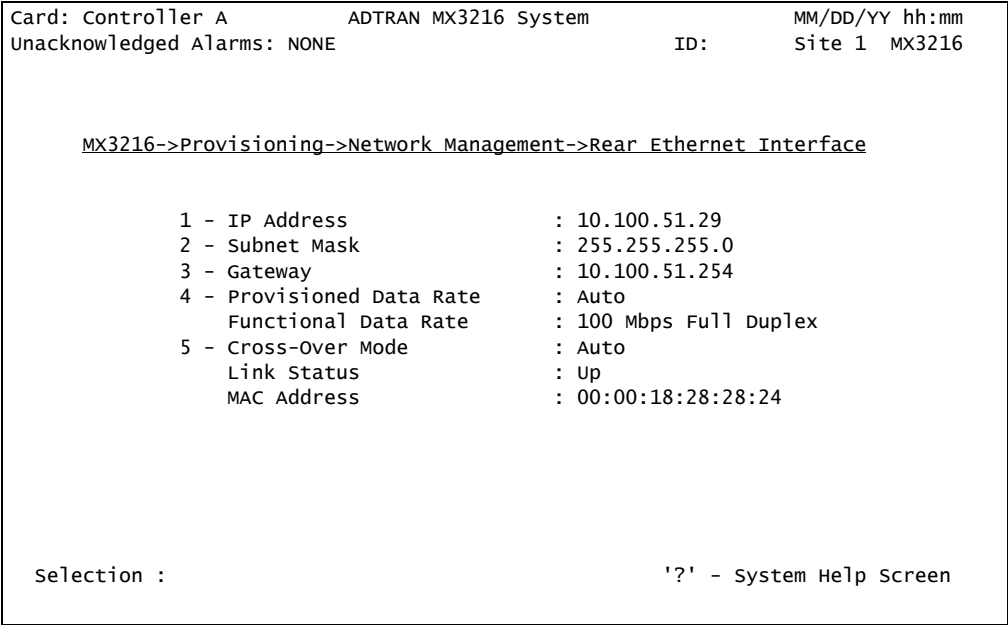 Card: Controller A ADTRAN MX3216 System MM/DD/YY hh:mm
Unacknowledged Alarms: NONE ID: Site 1 MX3216
MX3216->Provisioning->Network Management->Rear Ethernet Interface
1 - IP Address : 10.100.51.29
2 - Subnet Mask : 255.255.255.0
3 - Gateway : 10.100.51.254
4 - Provisioned Data Rate : Auto
Functional Data Rate : 100 Mbps Full Duplex
5 - Cross-Over Mode : Auto
Link Status : Up
MAC Address : 00:00:18:28:28:24
Selection : '?' - System Help Screen